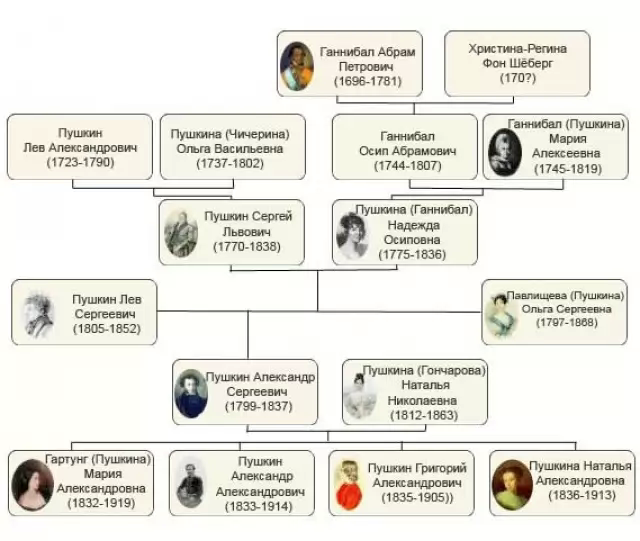 Ганнибал Абрам
Петрович
(1696-1781)
Христина-Регина
Фон Шёберг
(170?)
Пушкин
Лев Александрович
(1723-1790)
Пушкина (Чичерина)
Ольга Васильевна
(1737-1802)
Ганнибал
Осип Абрамович
(1744-1807)
Ганнибал (Пушкина)
Мария
Алексеевна
(1745-1819)
Пушкин Сергей
Львович
(1770-1838)
Пушкина (Ганнибал)
Надежда
Осиповна
(1775-1836)
Пушкин Лев
Сергеевич
(1805-1852)
Павлищева (Пушкина)
Ольга Сергеевна
(1797-1868)
Пушкин Александр
Сергеевич
(1799-1837)
Пушкина (Гончарова)
Наталья
Николаевна
(1812-1863)
Гартунг (Пушкина)
Мария
Александровна
(1832-1919)
Пушкин
Александр
Александрович
(1833-1914)
Пушкин Григорий
Александрович
(1835-1905))
Пушкина Наталья
Александровна
(1836-1913)